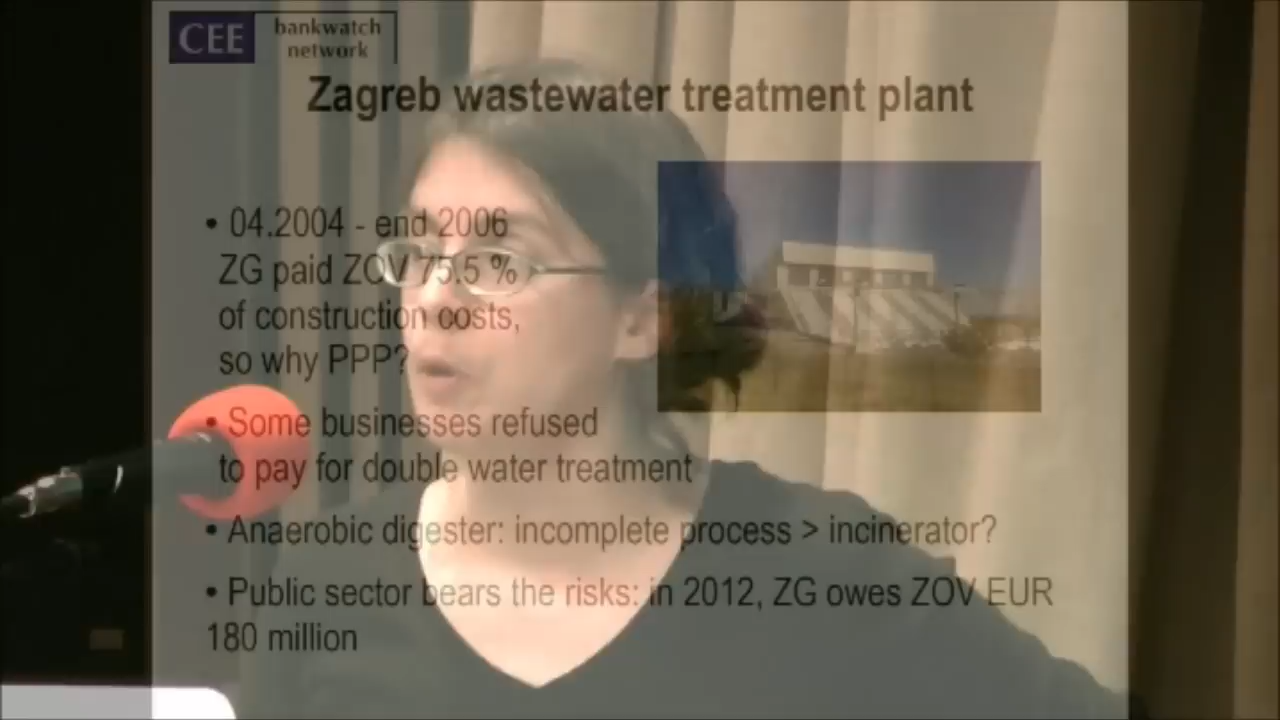 CEE
bankwatch
network
Zagreb wastewater treatment plant
• 04.2004 - end 2006
ZG paid ZOV 75.5 %
of construction costs,
so why PPP?
• Some businesses refused
to pay for double water treatment
• Anaerobic digester: incomplete process > incinerator?
• Public sector bears the risks: in 2012, ZG owes ZOV EUR
180 million